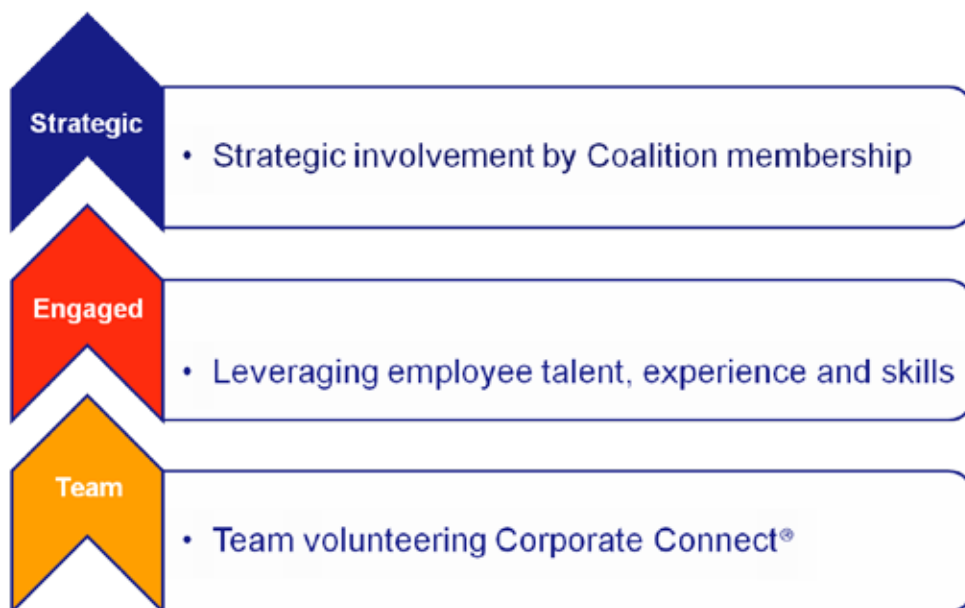 Strategic
• Strategic involvement by Coalition membership
Engaged
• Leveraging employee talent, experience and skills
Team
• Team volunteering Corporate Connect®